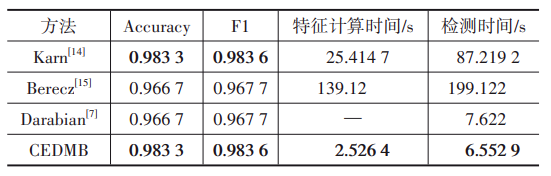 方法 Accuracy F1 特征计算时间/s 检测时间/s
Karn[14] 0.983 3 0.983 6 25.414 7 87.219 2
Berecz[15] 0.966 7 0.967 7 139.12 199.122
Darabian[7] 0.966 7 0.967 7 — 7.622
CEDMB 0.983 3 0.983 6 2.526 4 6.552 9